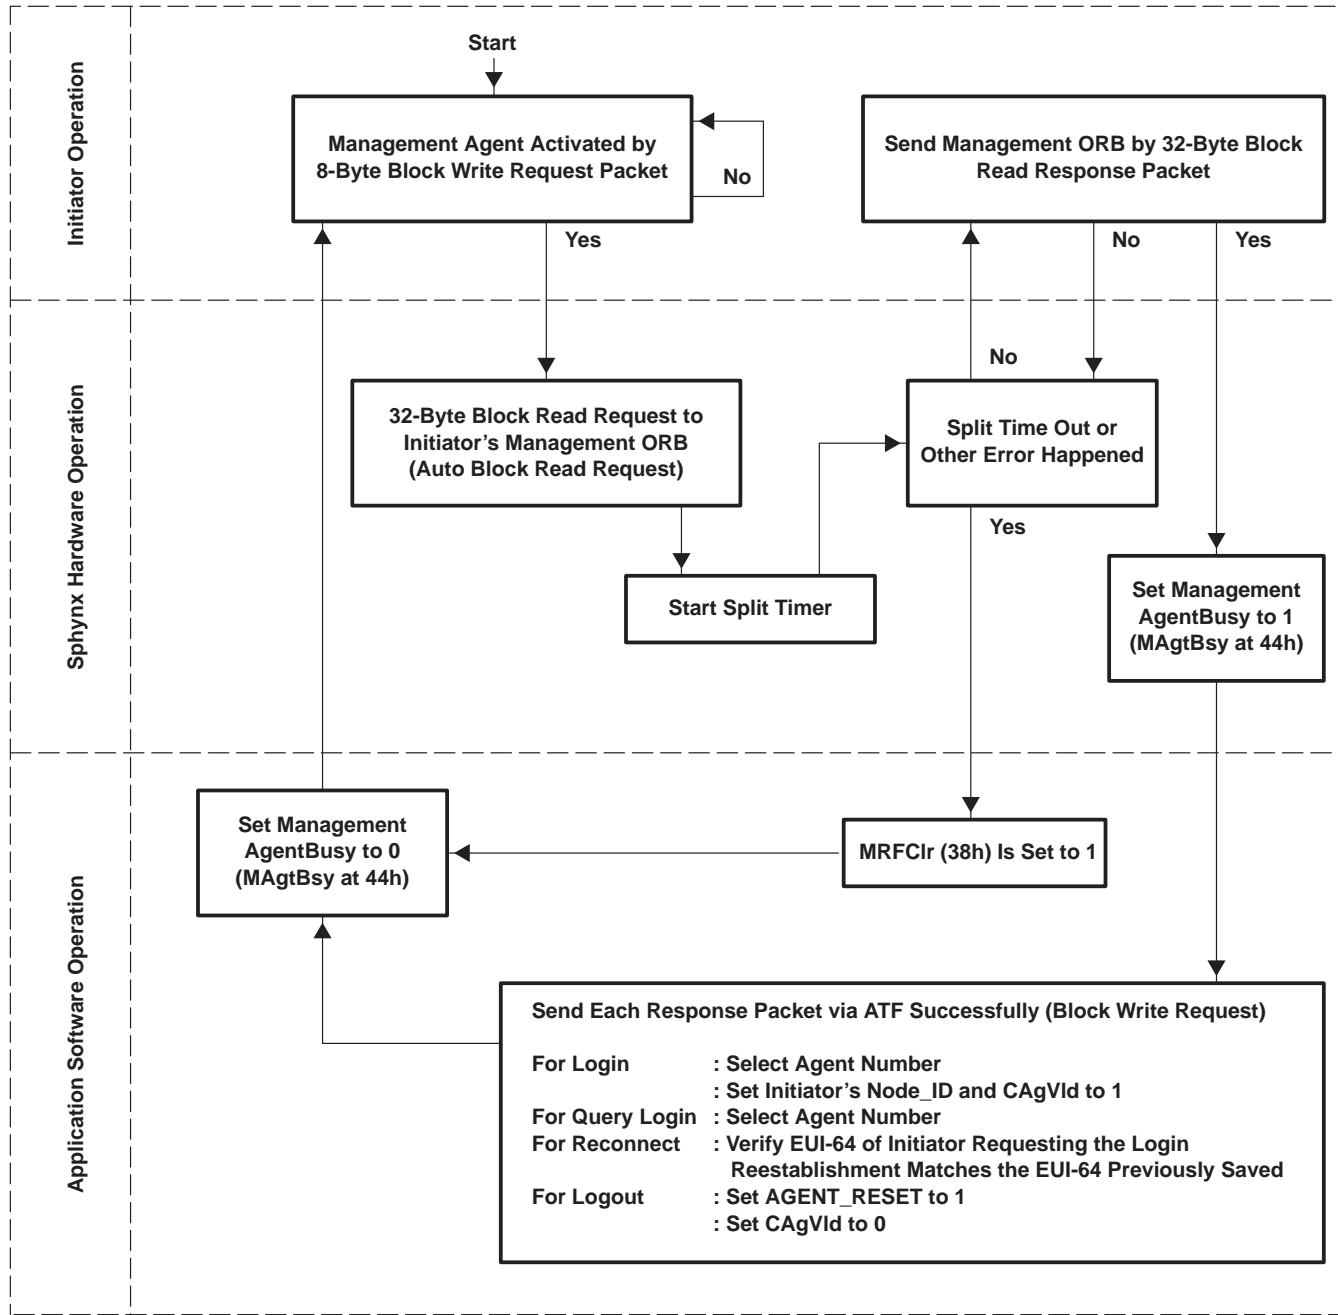 Initiator Operation
Start
Management Agent Activated by
8-Byte Block Write Request Packet
No
Yes
Send Management ORB by 32-Byte Block
Read Response Packet
No
Yes
Sphynx Hardware Operation
32-Byte Block Read Request to
Initiator's Management ORB
(Auto Block Read Request)
No
Split Time Out or
Other Error Happened
Yes
Start Split Timer
Set Management
AgentBusy to 1
(MAgtBsy at 44h)
Application Software Operation
Set Management
AgentBusy to 0
(MAgtBsy at 44h)
MRFClr (38h) Is Set to 1
Send Each Response Packet via ATF Successfully (Block Write Request)
For Login : Select Agent Number
: Set Initiator's Node_ID and CAgVld to 1
For Query Login : Select Agent Number
For Reconnect : Verify EUI-64 of Initiator Requesting the Login
Reestablishment Matches the EUI-64 Previously Saved
For Logout : Set AGENT_RESET to 1
: Set CAgVld to 0